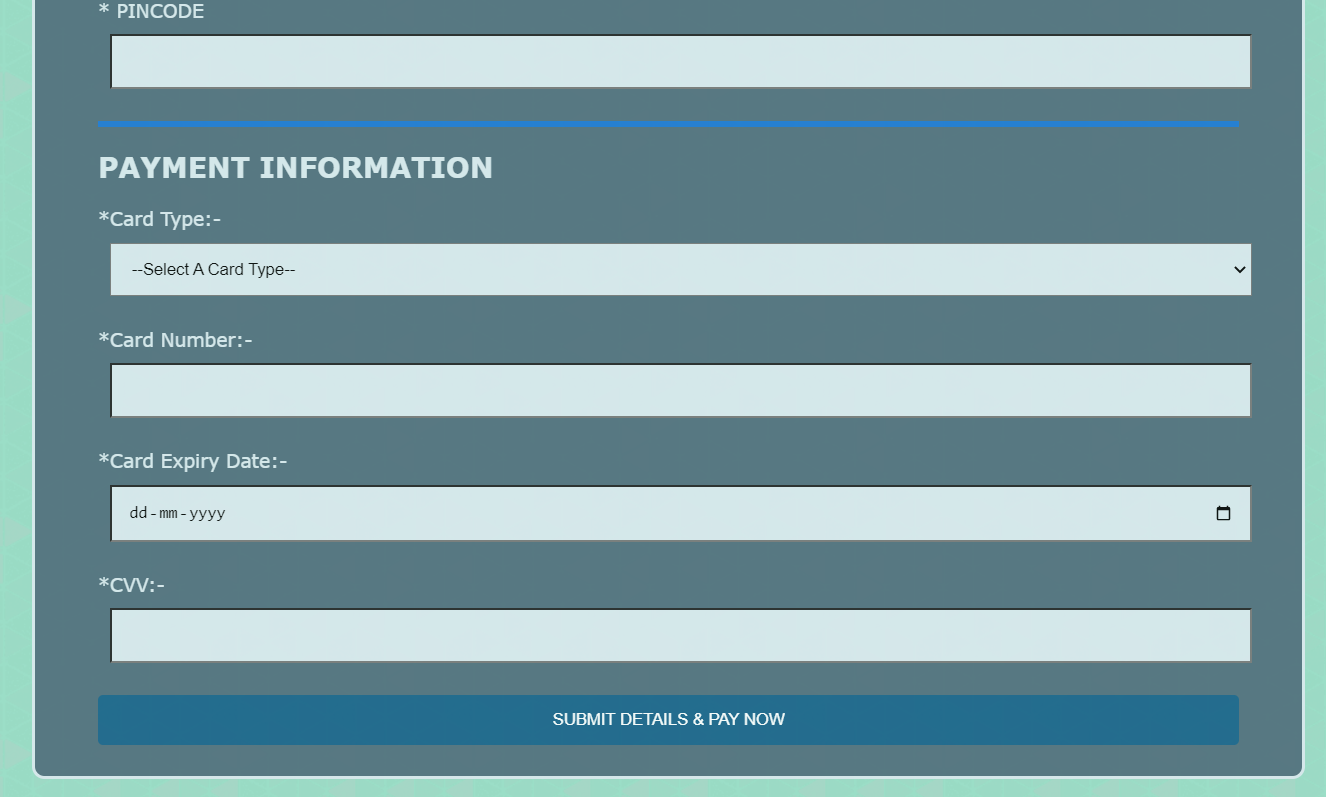 * PINCODE
PAYMENT INFORMATION
*Card Type:-
--Select A Card Type--
*Card Number:-
*Card Expiry Date:-
dd-mm-yyyy
*CVV:-
SUBMIT DETAILS & PAY NOW